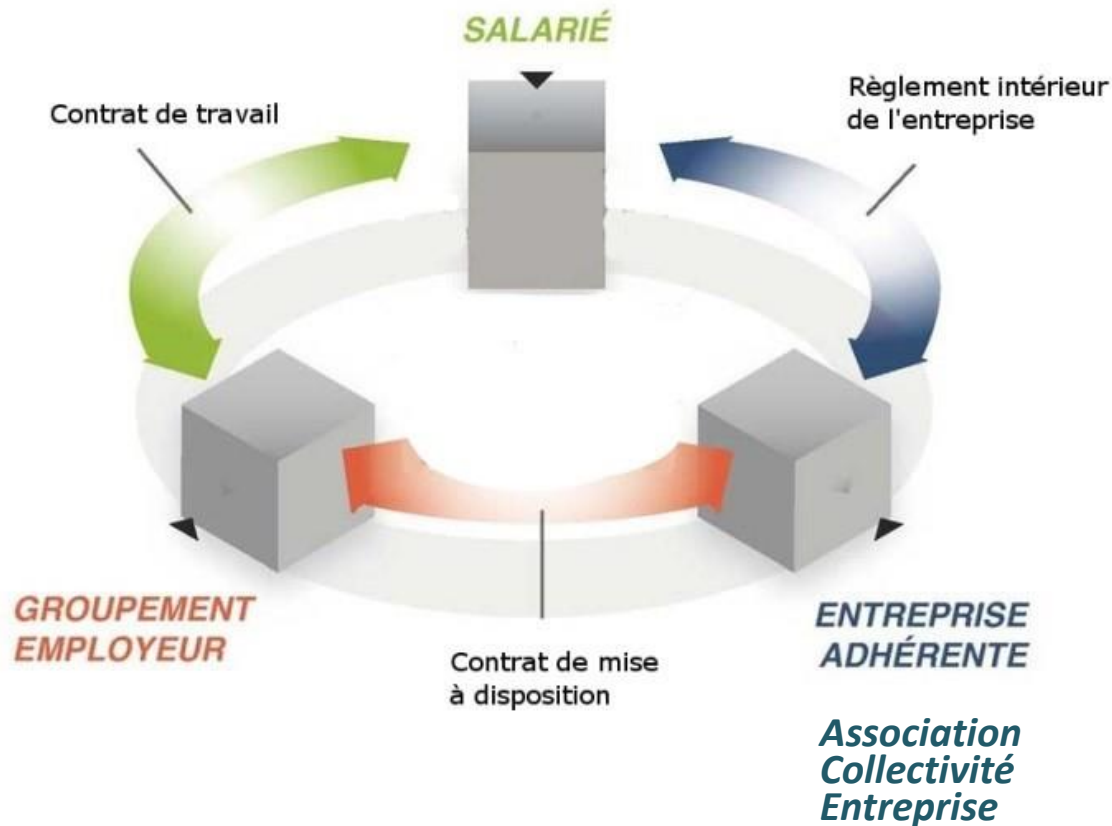 SALARIÉ
Contrat de travail
Règlement intérieur
de l'entreprise
GROUPEMENT
EMPLOYEUR
Contrat de mise
à disposition
ENTREPRISE
ADHÉRENTE
Association
Collectivité
Entreprise